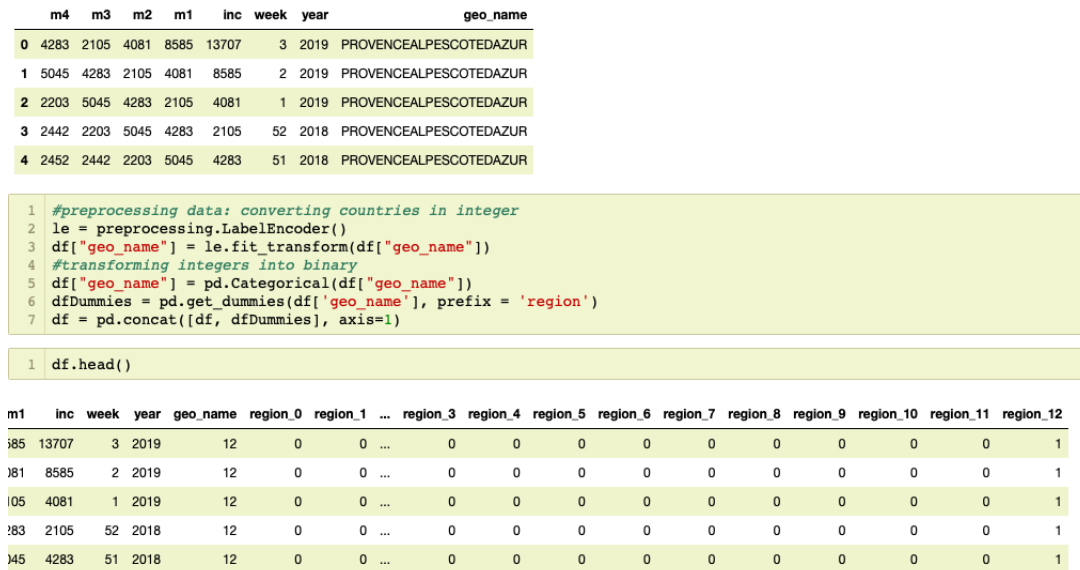 m4 m3 m2 m1 inc week year geo_name
0 4283 2105 4081 8585 13707 3 2019 PROVENCEALPESCOTEDAZUR
1 5045 4283 2105 4081 8585 2 2019 PROVENCEALPESCOTEDAZUR
2 2203 5045 4283 2105 4081 1 2019 PROVENCEALPESCOTEDAZUR
3 2442 2203 5045 4283 2105 52 2018 PROVENCEALPESCOTEDAZUR
4 2452 2442 2203 5045 4283 51 2018 PROVENCEALPESCOTEDAZUR
1 #preprocessing data: converting countries in integer
2 le = preprocessing.LabelEncoder()
3 df["geo_name"] = le.fit_transform(df["geo_name"])
4 #transforming integers into binary
5 df["geo_name"] = pd.Categorical(df["geo_name"])
6 dfDummies = pd.get_dummies(df['geo_name'], prefix = 'region')
7 df = pd.concat([df, dfDummies], axis=1)
1 df.head()
m1 inc week year geo_name region_0 region_1 ... region_3 region_4 region_5 region_6 region_7 region_8 region_9 region_10 region_11 region_12
585 13707 3 2019 12 0 0 ... 0 0 0 0 0 0 0 0 0 1
081 8585 2 2019 12 0 0 ... 0 0 0 0 0 0 0 0 0 1
105 4081 1 2019 12 0 0 ... 0 0 0 0 0 0 0 0 0 1
283 2105 52 2018 12 0 0 ... 0 0 0 0 0 0 0 0 0 1
045 4283 51 2018 12 0 0 ... 0 0 0 0 0 0 0 0 0 1